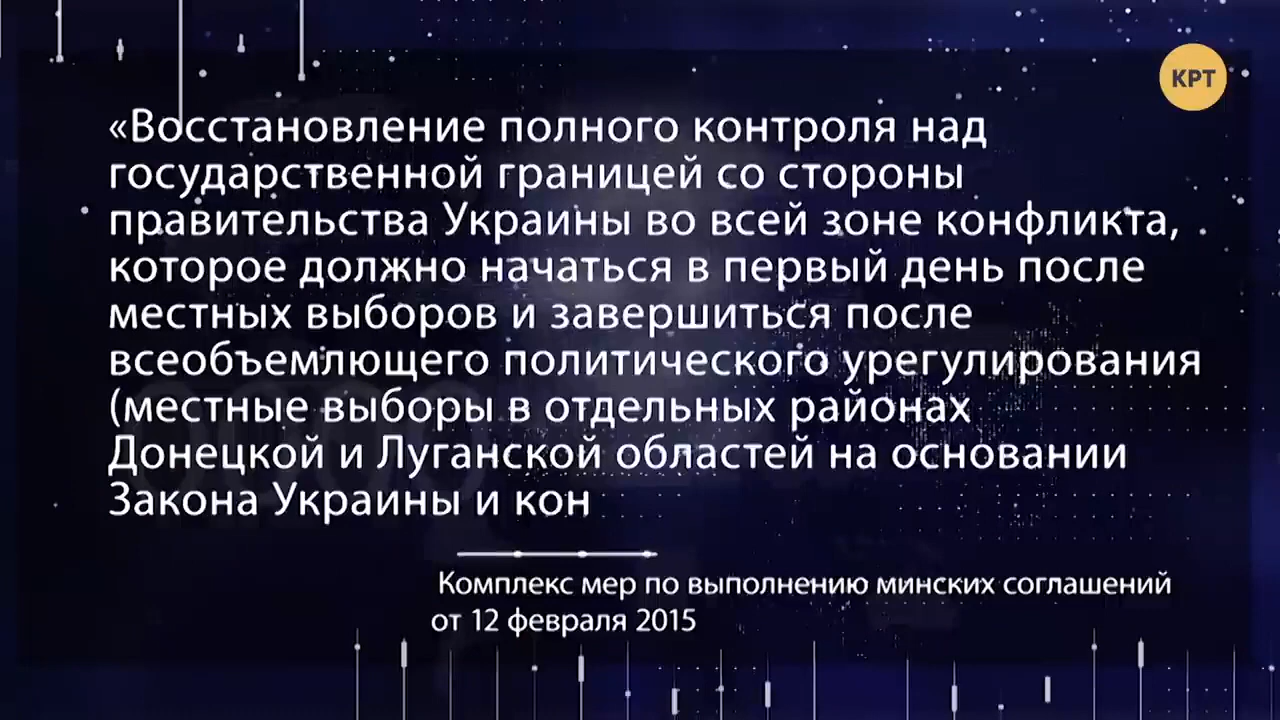 КРТ
«Восстановление полного контроля над
государственной границей со стороны
правительства Украины во всей зоне конфликта,
которое должно начаться в первый день после
местных выборов и завершиться после
всеобъемлющего политического урегулирования
(местные выборы в отдельных районах
Донецкой и Луганской областей на основании
Закона Украины и кон
Комплекс мер по выполнению минских соглашений
от 12 февраля 2015